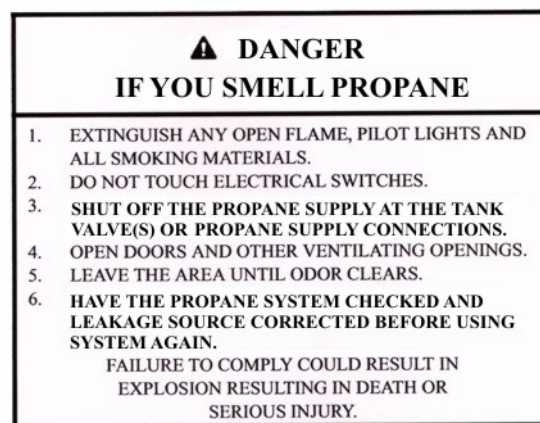 ⚠ DANGER
IF YOU SMELL PROPANE
1. EXTINGUISH ANY OPEN FLAME, PILOT LIGHTS AND
ALL SMOKING MATERIALS.
2. DO NOT TOUCH ELECTRICAL SWITCHES.
3. SHUT OFF THE PROPANE SUPPLY AT THE TANK
VALVE(S) OR PROPANE SUPPLY CONNECTIONS.
4. OPEN DOORS AND OTHER VENTILATING OPENINGS.
5. LEAVE THE AREA UNTIL ODOR CLEARS.
6. HAVE THE PROPANE SYSTEM CHECKED AND
LEAKAGE SOURCE CORRECTED BEFORE USING
SYSTEM AGAIN.
FAILURE TO COMPLY COULD RESULT IN
EXPLOSION RESULTING IN DEATH OR
SERIOUS INJURY.